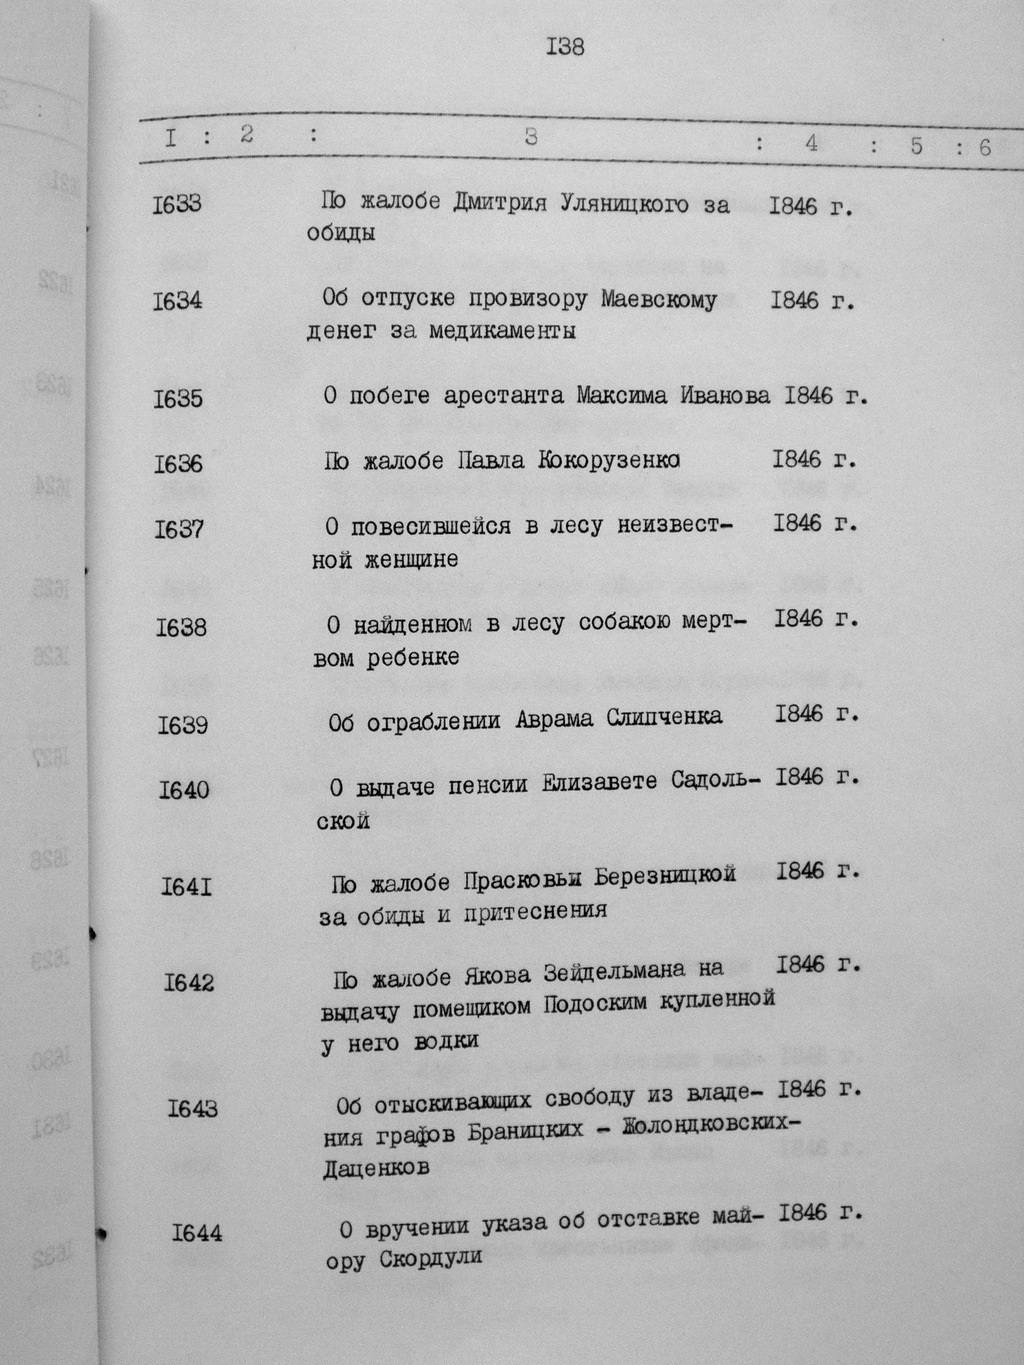 138
1 : 2 : 3 : 4 : 5 : 6
1633 По жалобе Дмитрия Уляницкого за 1846 г.
обиды
1634 Об отпуске провизору Маевскому 1846 г.
денег за медикаменты
1635 О побеге арестанта Максима Иванова 1846 г.
1636 По жалобе Павла Кокорузенко 1846 г.
1637 О повесившейся в лесу неизвест- 1846 г.
ной женщине
1638 О найденном в лесу собакою мерт- 1846 г.
вом ребенке
1639 Об ограблении Аврама Слипченка 1846 г.
1640 О выдаче пенсии Елизавете Садоль- 1846 г.
ской
1641 По жалобе Прасковьи Березницкой 1846 г.
за обиды и притеснения
1642 По жалобе Якова Зейдельмана на 1846 г.
выдачу помещиком Подоским купленной
у него водки
1643 Об отыскивающих свободу из владе- 1846 г.
ния графов Браницких - Жолондковских-
Даценков
1644 О вручении указа об отставке май- 1846 г.
ору Скордули